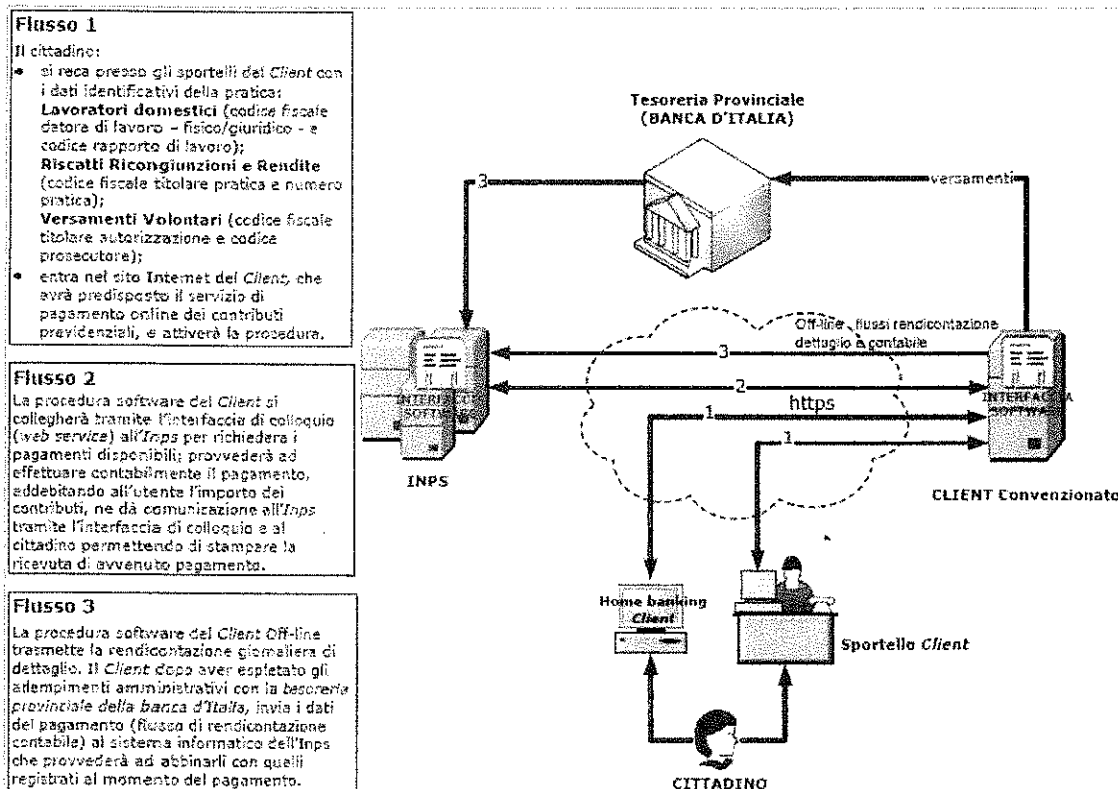 Flusso 1
Il cittadino:
• si reca presso gli sportelli del Client con
i dati identificativi della pratica:
Lavoratori domestici (codice fiscale
datore di lavoro – fisico/giuridico - e
codice rapporto di lavoro);
Riscatti Ricongiunzioni e Rendite
(codice fiscale titolare pratica e numero
pratica);
Versamenti Volontari (codice fiscale
titolare autorizzazione e codice
prosecutore);
• entra nel sito Internet del Client, che
avrà predisposto il servizio di
pagamento online dei contributi
previdenziali, e attiverà la procedura.
Flusso 2
La procedura software del Client si
collegherà tramite l'interfaccia di colloquio
(web service) all'Inps per richiedere i
pagamenti disponibili; provvederà ad
effettuare contabilmente il pagamento,
addebitando all'utente l'importo dei
contributi, ne dà comunicazione all'Inps
tramite l'interfaccia di colloquio e al
cittadino permettendo di stampare la
ricevuta di avvenuto pagamento.
Flusso 3
La procedura software del Client Off-line
trasmette la rendicontazione giornaliera di
dettaglio. Il Client dopo aver espletato gli
adempimenti amministrativi con la tesoreria
provinciale della banca d'Italia, invia i dati
del pagamento (flusso di rendicontazione
contabile) al sistema informatico dell'Inps
che provvederà ad abbinarli con quelli
registrati al momento del pagamento.
Tesoreria Provinciale
(BANCA D'ITALIA)
3
versamenti
Off-line flussi rendicontazione
dettaglio e contabile
3
2
https
1
1
INTERFACCIA
SOFTWARE
INPS
INTERFACCIA
SOFTWARE
CLIENT Convenzionato
Home banking
Client
Sportello Client
CITTADINO